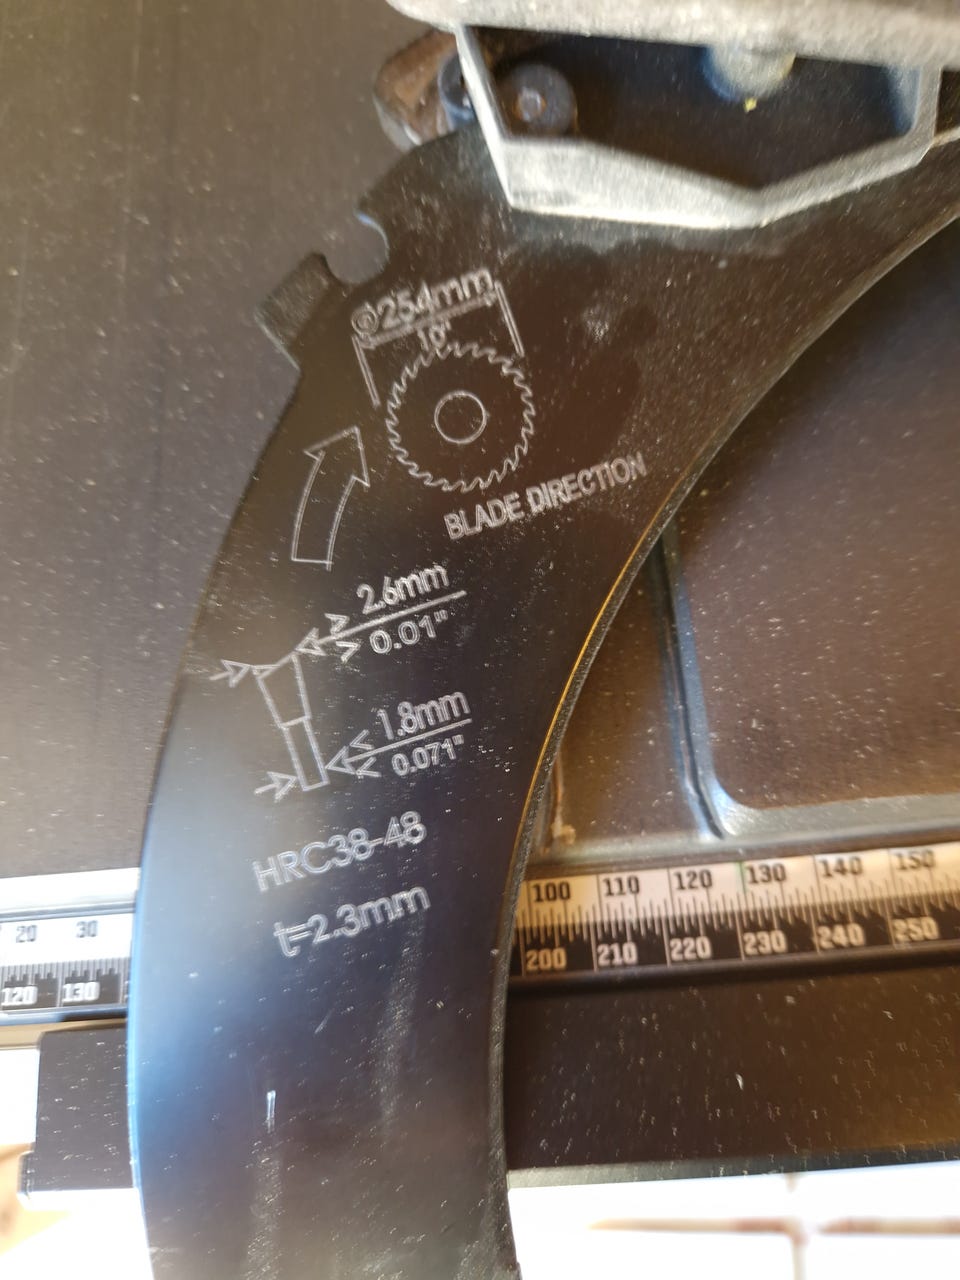 Φ254mm
10"
BLADE DIRECTION
> 2.6mm
> 0.01"
< 1.8mm
< 0.071"
HRC38-48
t=2.3mm
20 30
120 130
100 110 120 130 140 150
200 210 220 230 240 250